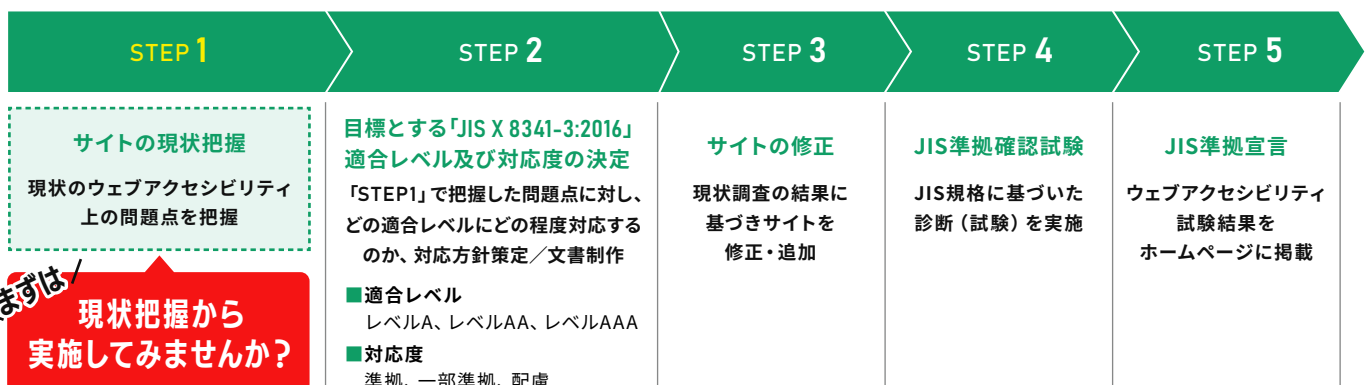 STEP 1
STEP 2
STEP 3
STEP 4
STEP 5
サイトの現状把握
現状のウェブアクセシビリティ
上の問題点を把握
まずは
現状把握から
実施してみませんか?
目標とする「JIS X 8341-3:2016」
適合レベル及び対応度の決定
「STEP1」で把握した問題点に対し、
どの適合レベルにどの程度対応する
のか、対応方針策定／文書制作
■適合レベル
レベルA、レベルAA、レベルAAA
■対応度
準拠、一部準拠、配慮
サイトの修正
現状調査の結果に
基づきサイトを
修正・追加
JIS準拠確認試験
JIS規格に基づいた
診断（試験）を実施
JIS準拠宣言
ウェブアクセシビリティ
試験結果を
ホームページに掲載